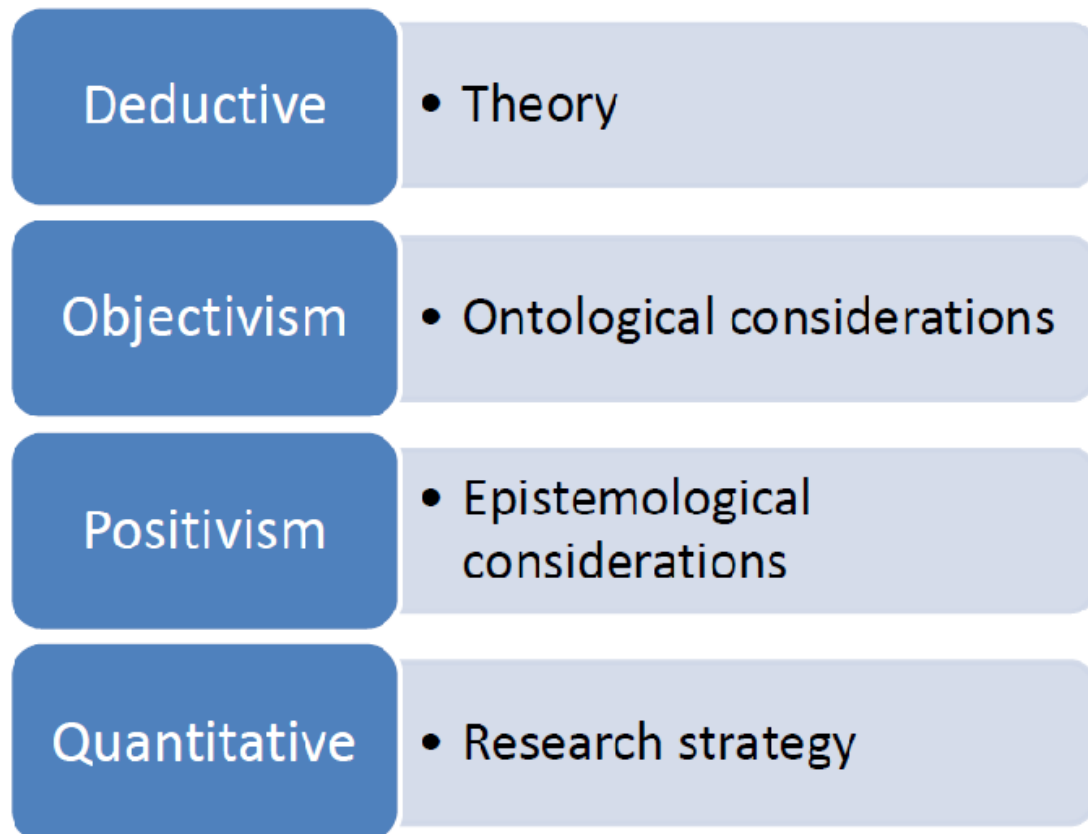 Deductive
• Theory
Objectivism
• Ontological considerations
Positivism
• Epistemological
considerations
Quantitative
• Research strategy